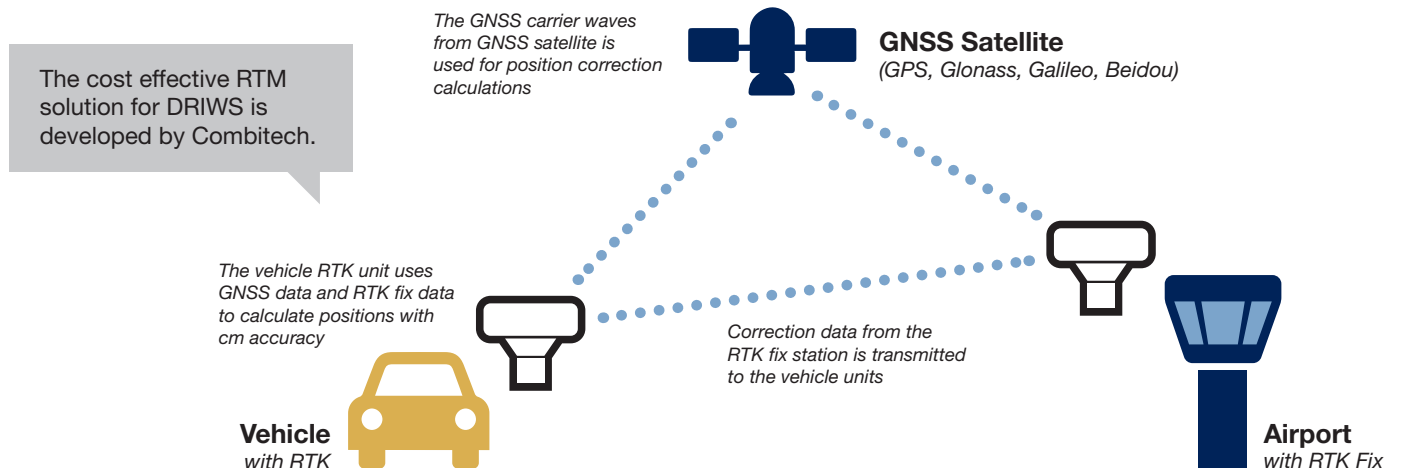 The GNSS carrier waves
from GNSS satellite is
used for position correction
calculations
GNSS Satellite
(GPS, Glonass, Galileo, Beidou)
The cost effective RTM
solution for DRIWS is
developed by Combitech.
The vehicle RTK unit uses
GNSS data and RTK fix data
to calculate positions with
cm accuracy
Correction data from the
RTK fix station is transmitted
to the vehicle units
Vehicle
with RTK
Airport
with RTK Fix